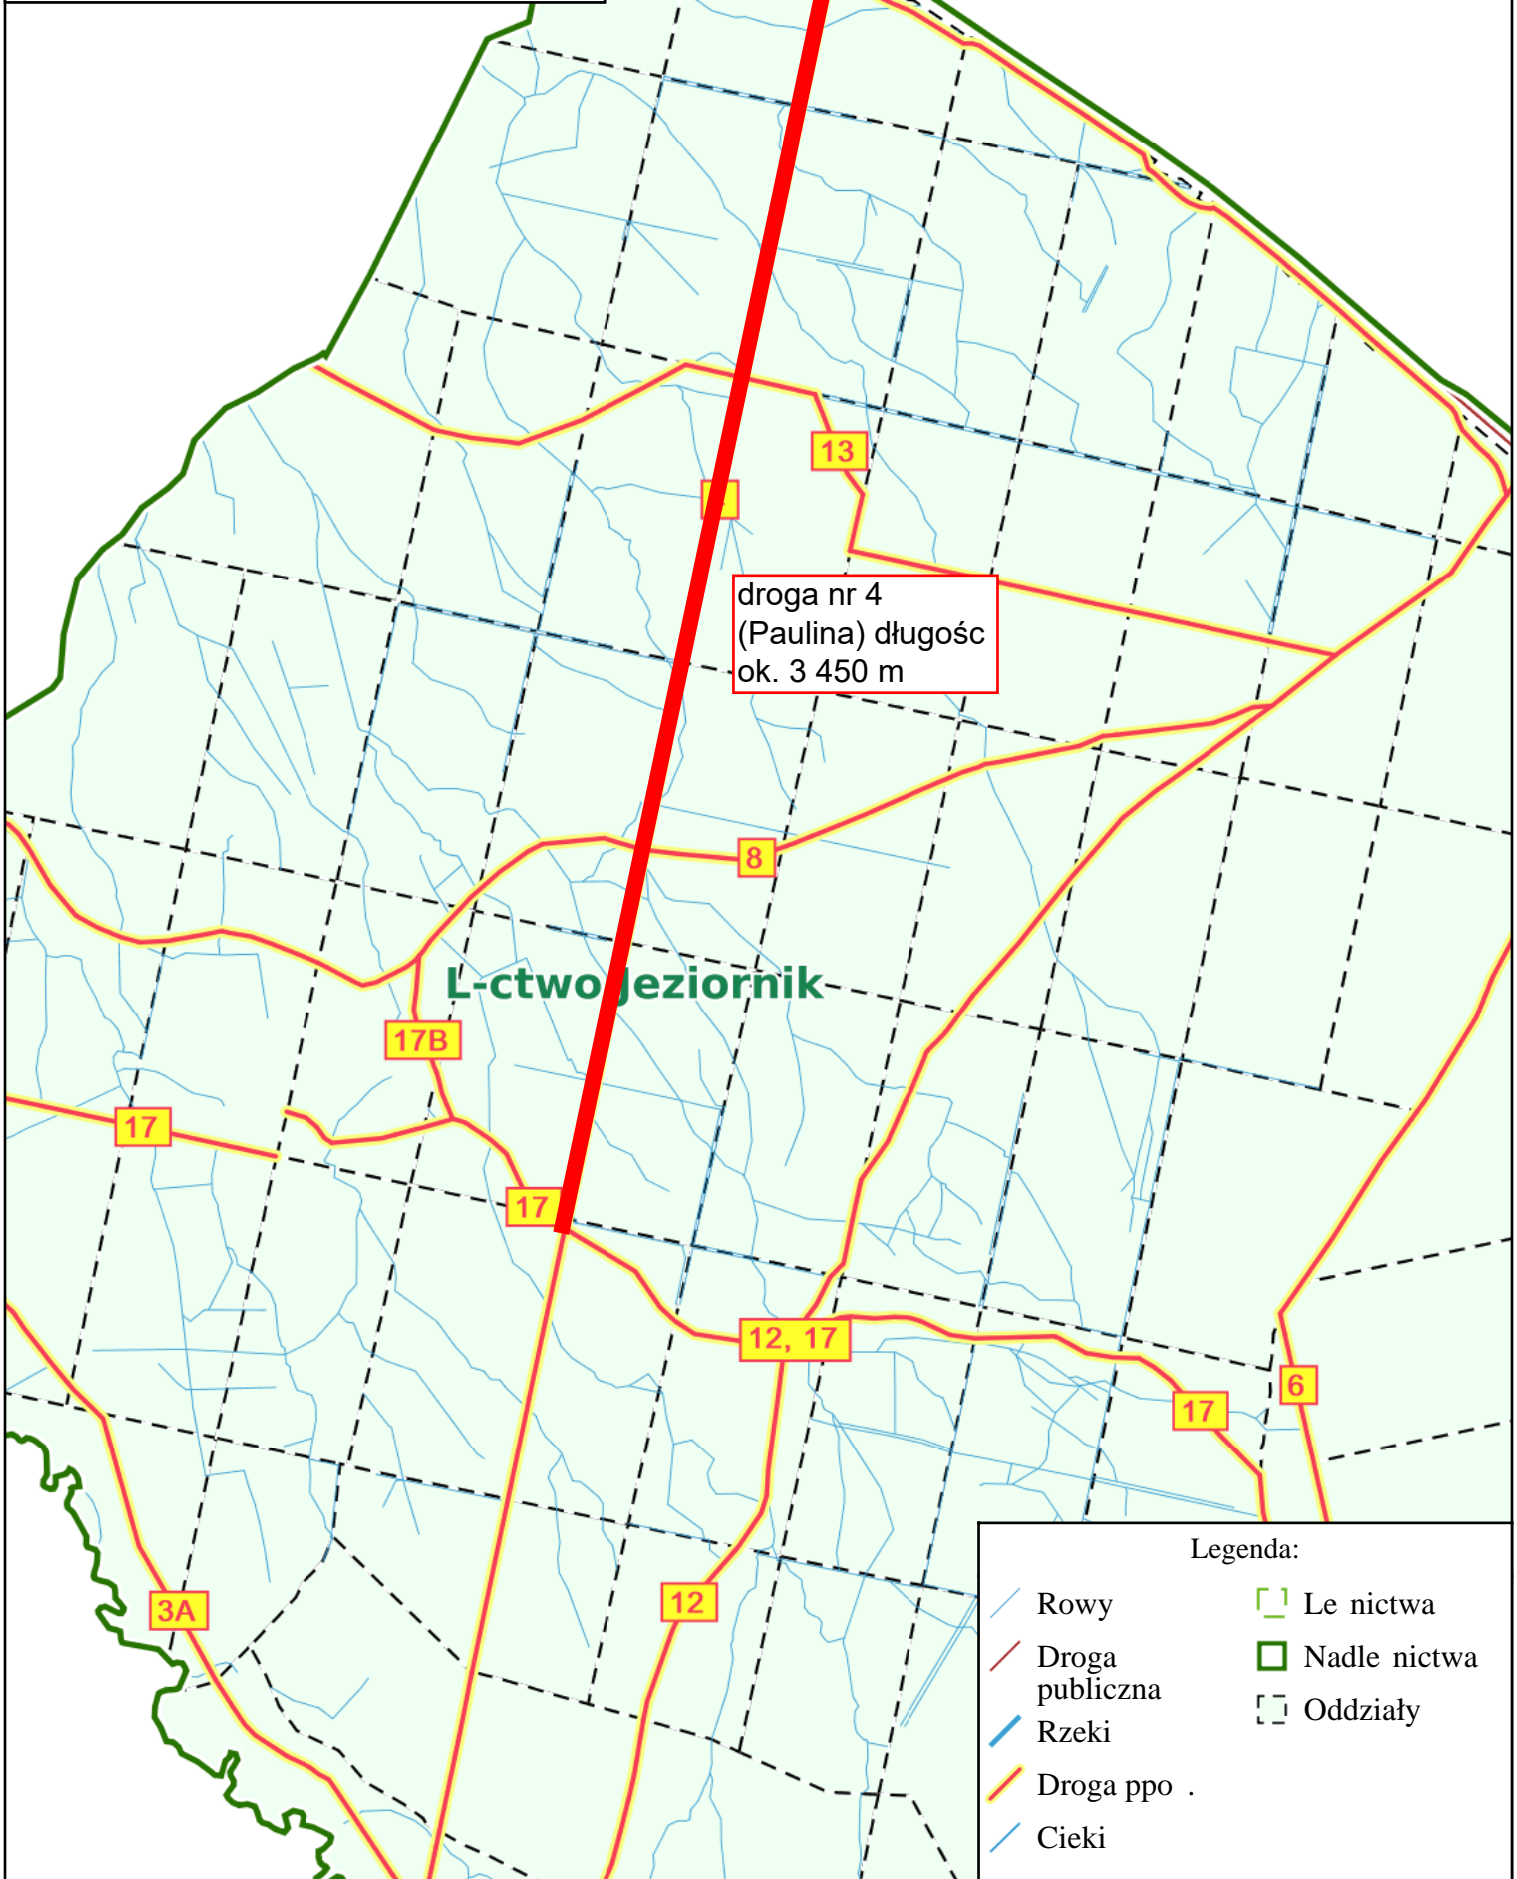 13
droga nr 4
(Paulina) długośc
ok. 3 450 m
8
L-ctwo Jeziornik
17B
17
17
12, 17
6
17
12
3A
Legenda:
Rowy
Droga
publiczna
Rzeki
Droga ppo .
Cieki
Le nictwa
Nadle nictwa
Oddziały